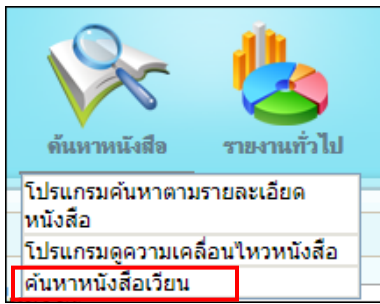 ค้นหาหนังสือ รายงานทั่วไป
โปรแกรมค้นหาตามรายละเอียด
หนังสือ
โปรแกรมดูความเคลื่อนไหวหนังสือ
ค้นหาหนังสือเวียน